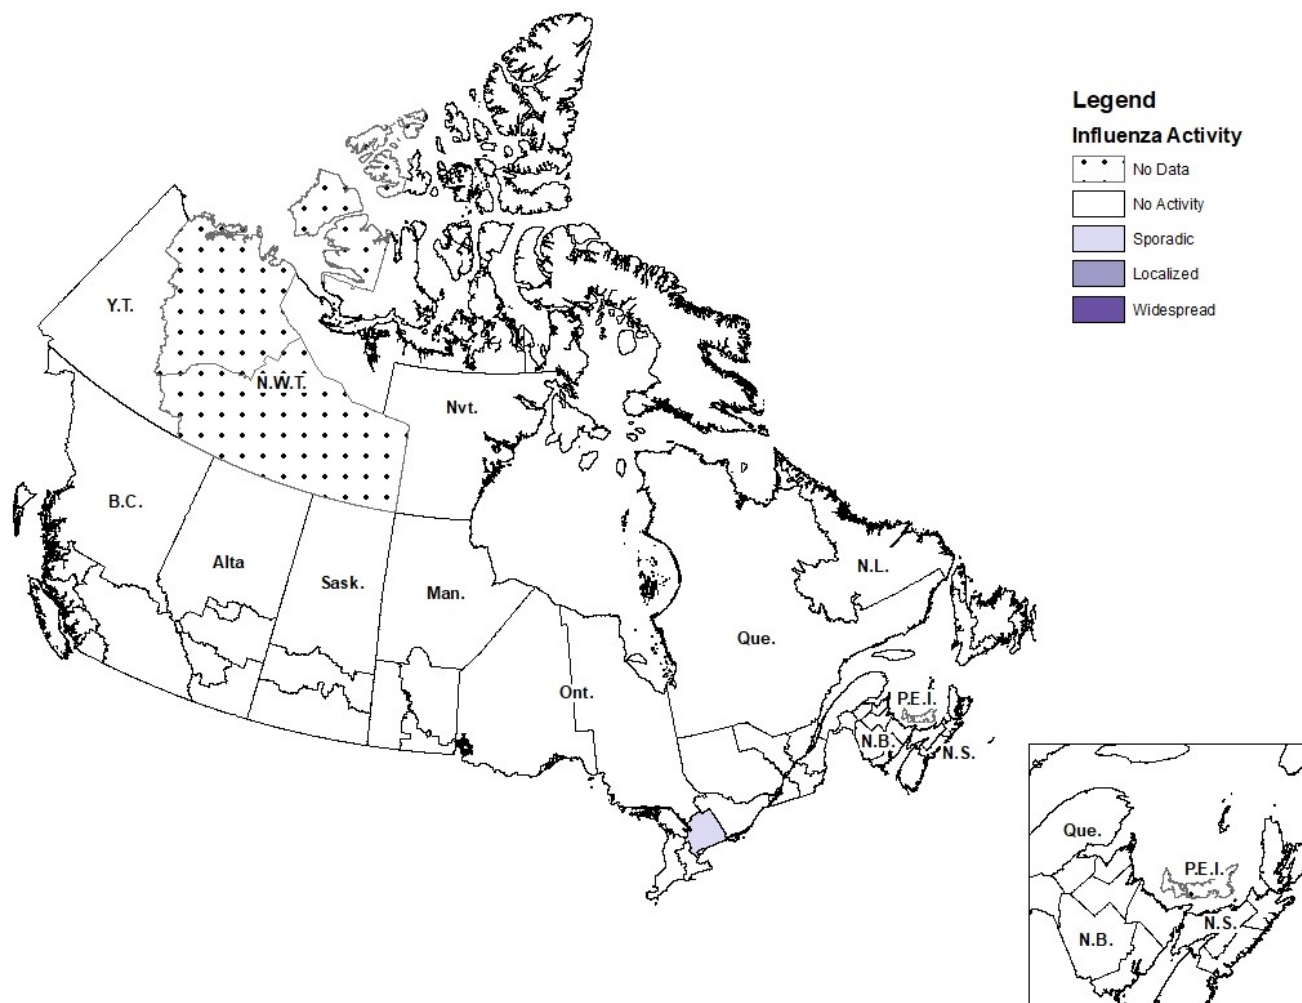 Legend
Influenza Activity
No Data
No Activity
Sporadic
Localized
Widespread
Y.T.
N.W.T.
Nvt.
B.C.
Alta
Sask.
Man.
Ont.
Que.
N.L.
P.E.I.
N.B.
N.S.
Que.
P.E.I.
N.S.
N.B.